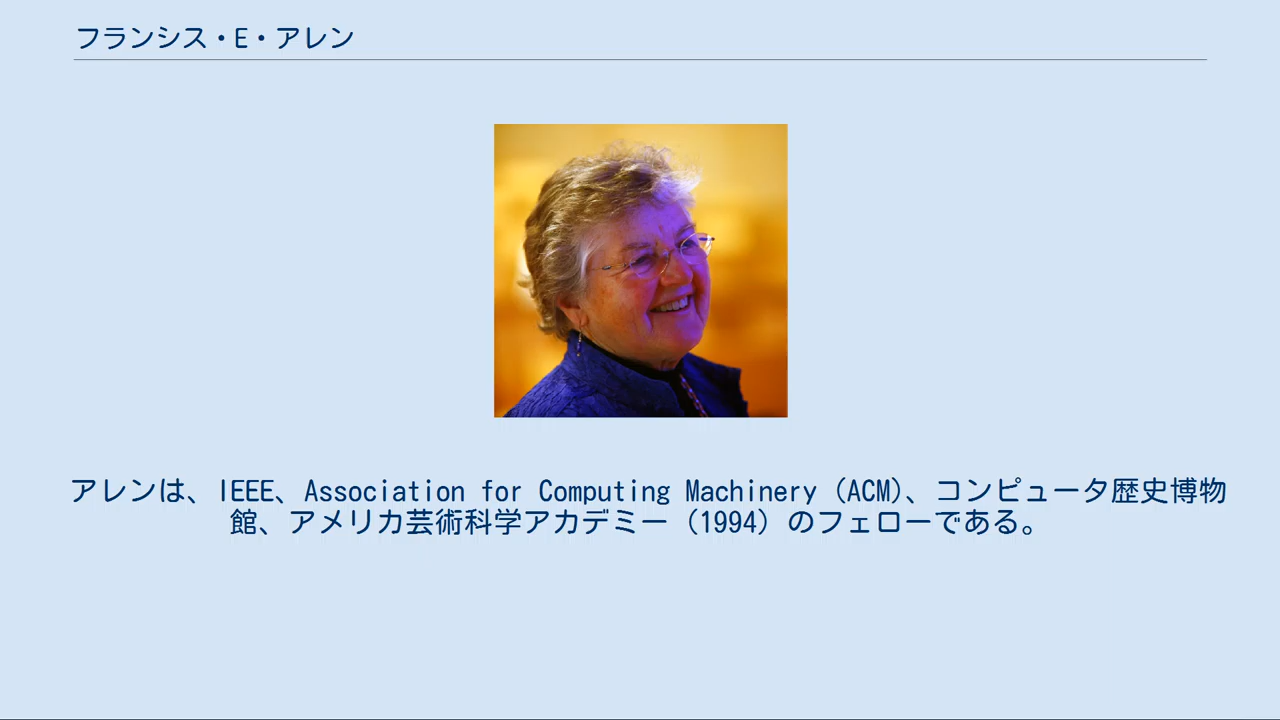 フランシス・E・アレン
アレンは、IEEE、Association for Computing Machinery (ACM)、コンピュータ歴史博物
館、アメリカ芸術科学アカデミー（1994）のフェローである。